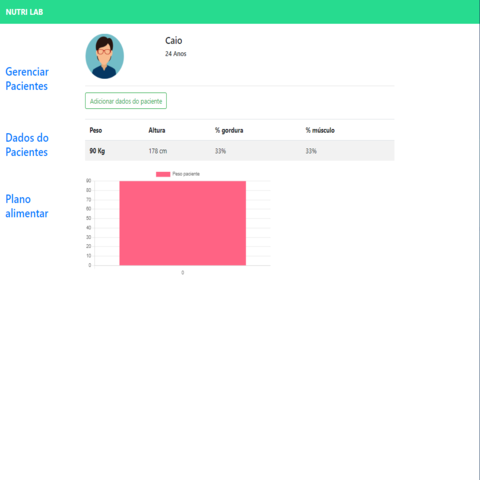 NUTRI LAB
Gerenciar
Pacientes
Dados do
Pacientes
Plano
alimentar
Caio
24 Anos
Adicionar dados do paciente
Peso Altura % gordura % músculo
90 Kg 178 cm 33% 33%
Peso paciente
90
80
70
60
50
40
30
20
10
0
0